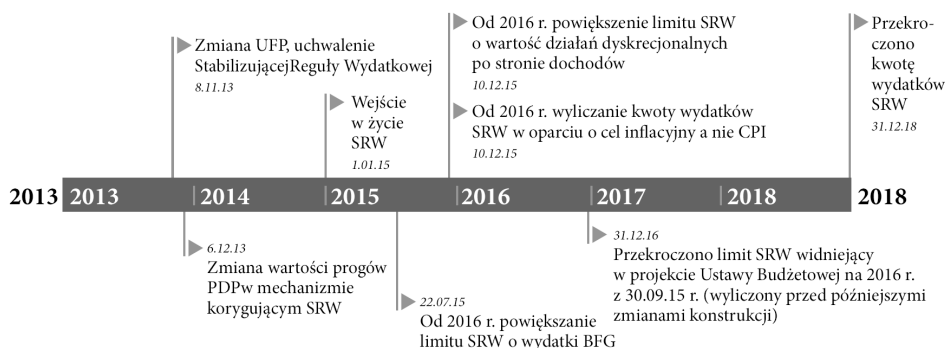 Zmiana UFP, uchwalenie
StabilizującejReguły Wydatkowej
8.11.13
Wejście
w życie
SRW
1.01.15
Od 2016 r. powiększenie limitu SRW
o wartość działań dyskrecjonalnych
po stronie dochodów
10.12.15
Od 2016 r. wyliczanie kwoty wydatków
SRW w oparciu o cel inflacyjny a nie CPI
10.12.15
Przekro-
czono
kwotę
wydatków
SRW
31.12.18
2013 2013 2014 2015 2016 2017 2018 2018
6.12.13
Zmiana wartości progów
PDPw mechanizmie
korygującym SRW
22.07.15
Od 2016 r. powiększanie
limitu SRW o wydatki BFG
31.12.16
Przekroczono limit SRW widniejący
w projekcie Ustawy Budżetowej na 2016 r.
z 30.09.15 r. (wyliczony przed późniejszymi
zmianami konstrukcji)